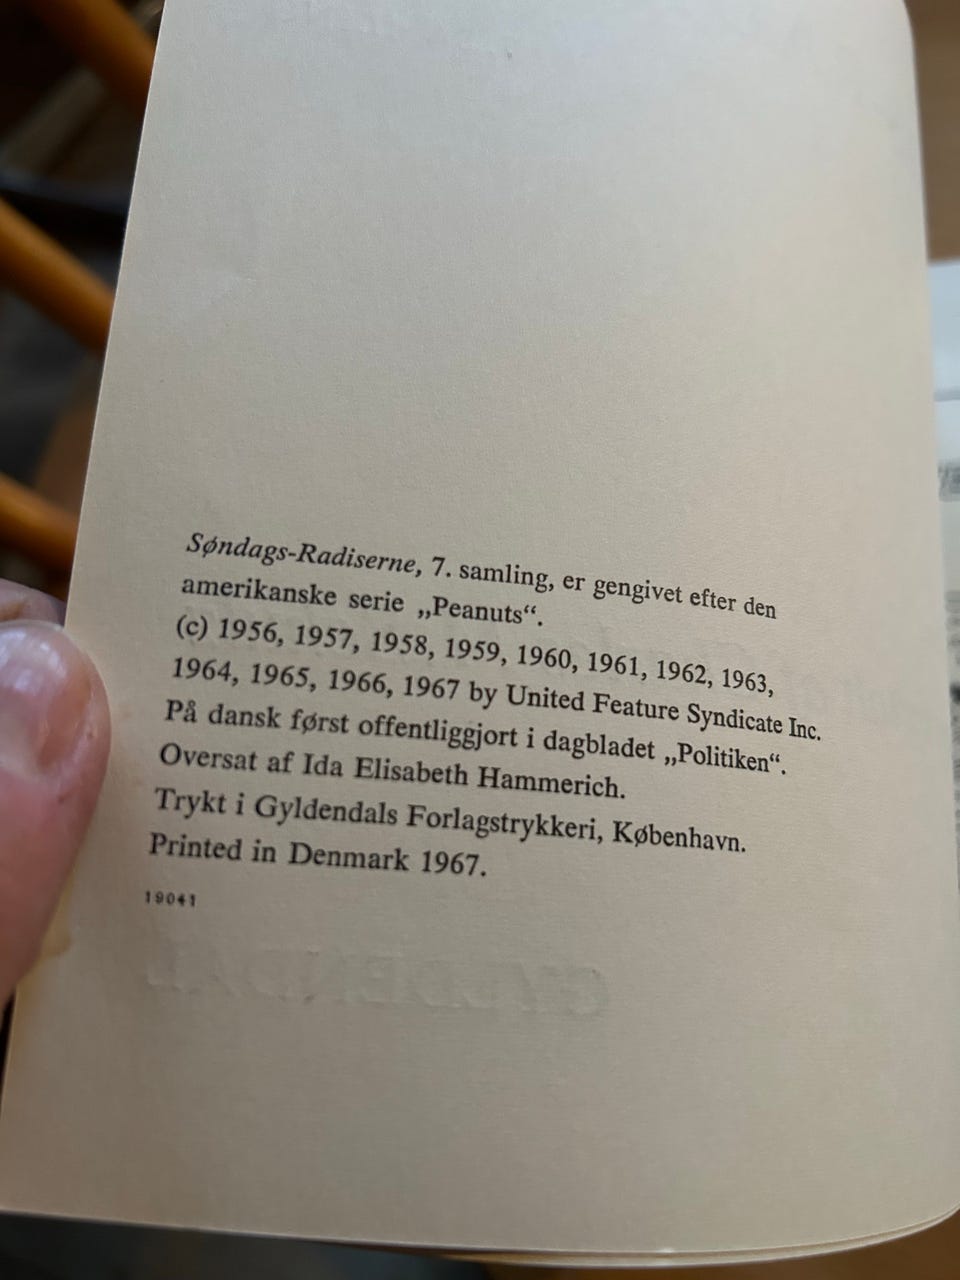 Søndags-Radiserne, 7. samling, er gengivet efter den
amerikanske serie „Peanuts“.
(c) 1956, 1957, 1958, 1959, 1960, 1961, 1962, 1963,
1964, 1965, 1966, 1967 by United Feature Syndicate Inc.
På dansk først offentliggjort i dagbladet „Politiken“.
Oversat af Ida Elisabeth Hammerich.
Trykt i Gyldendals Forlagstrykkeri, København.
Printed in Denmark 1967.
19041
GYLDENDAL